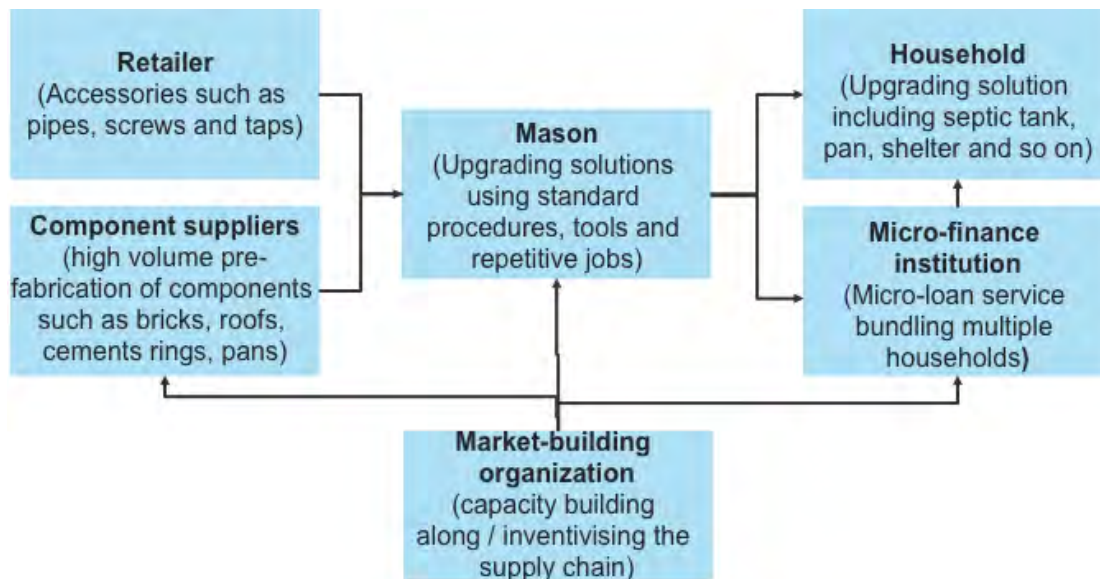 Retailer
(Accessories such as
pipes, screws and taps)
Component suppliers
(high volume pre-
fabrication of components
such as bricks, roofs,
cements rings, pans)
Mason
(Upgrading solutions
using standard
procedures, tools and
repetitive jobs)
Household
(Upgrading solution
including septic tank,
pan, shelter and so on)
Micro-finance
institution
(Micro-loan service
bundling multiple
households)
Market-building
organization
(capacity building
along / inventivising the
supply chain)